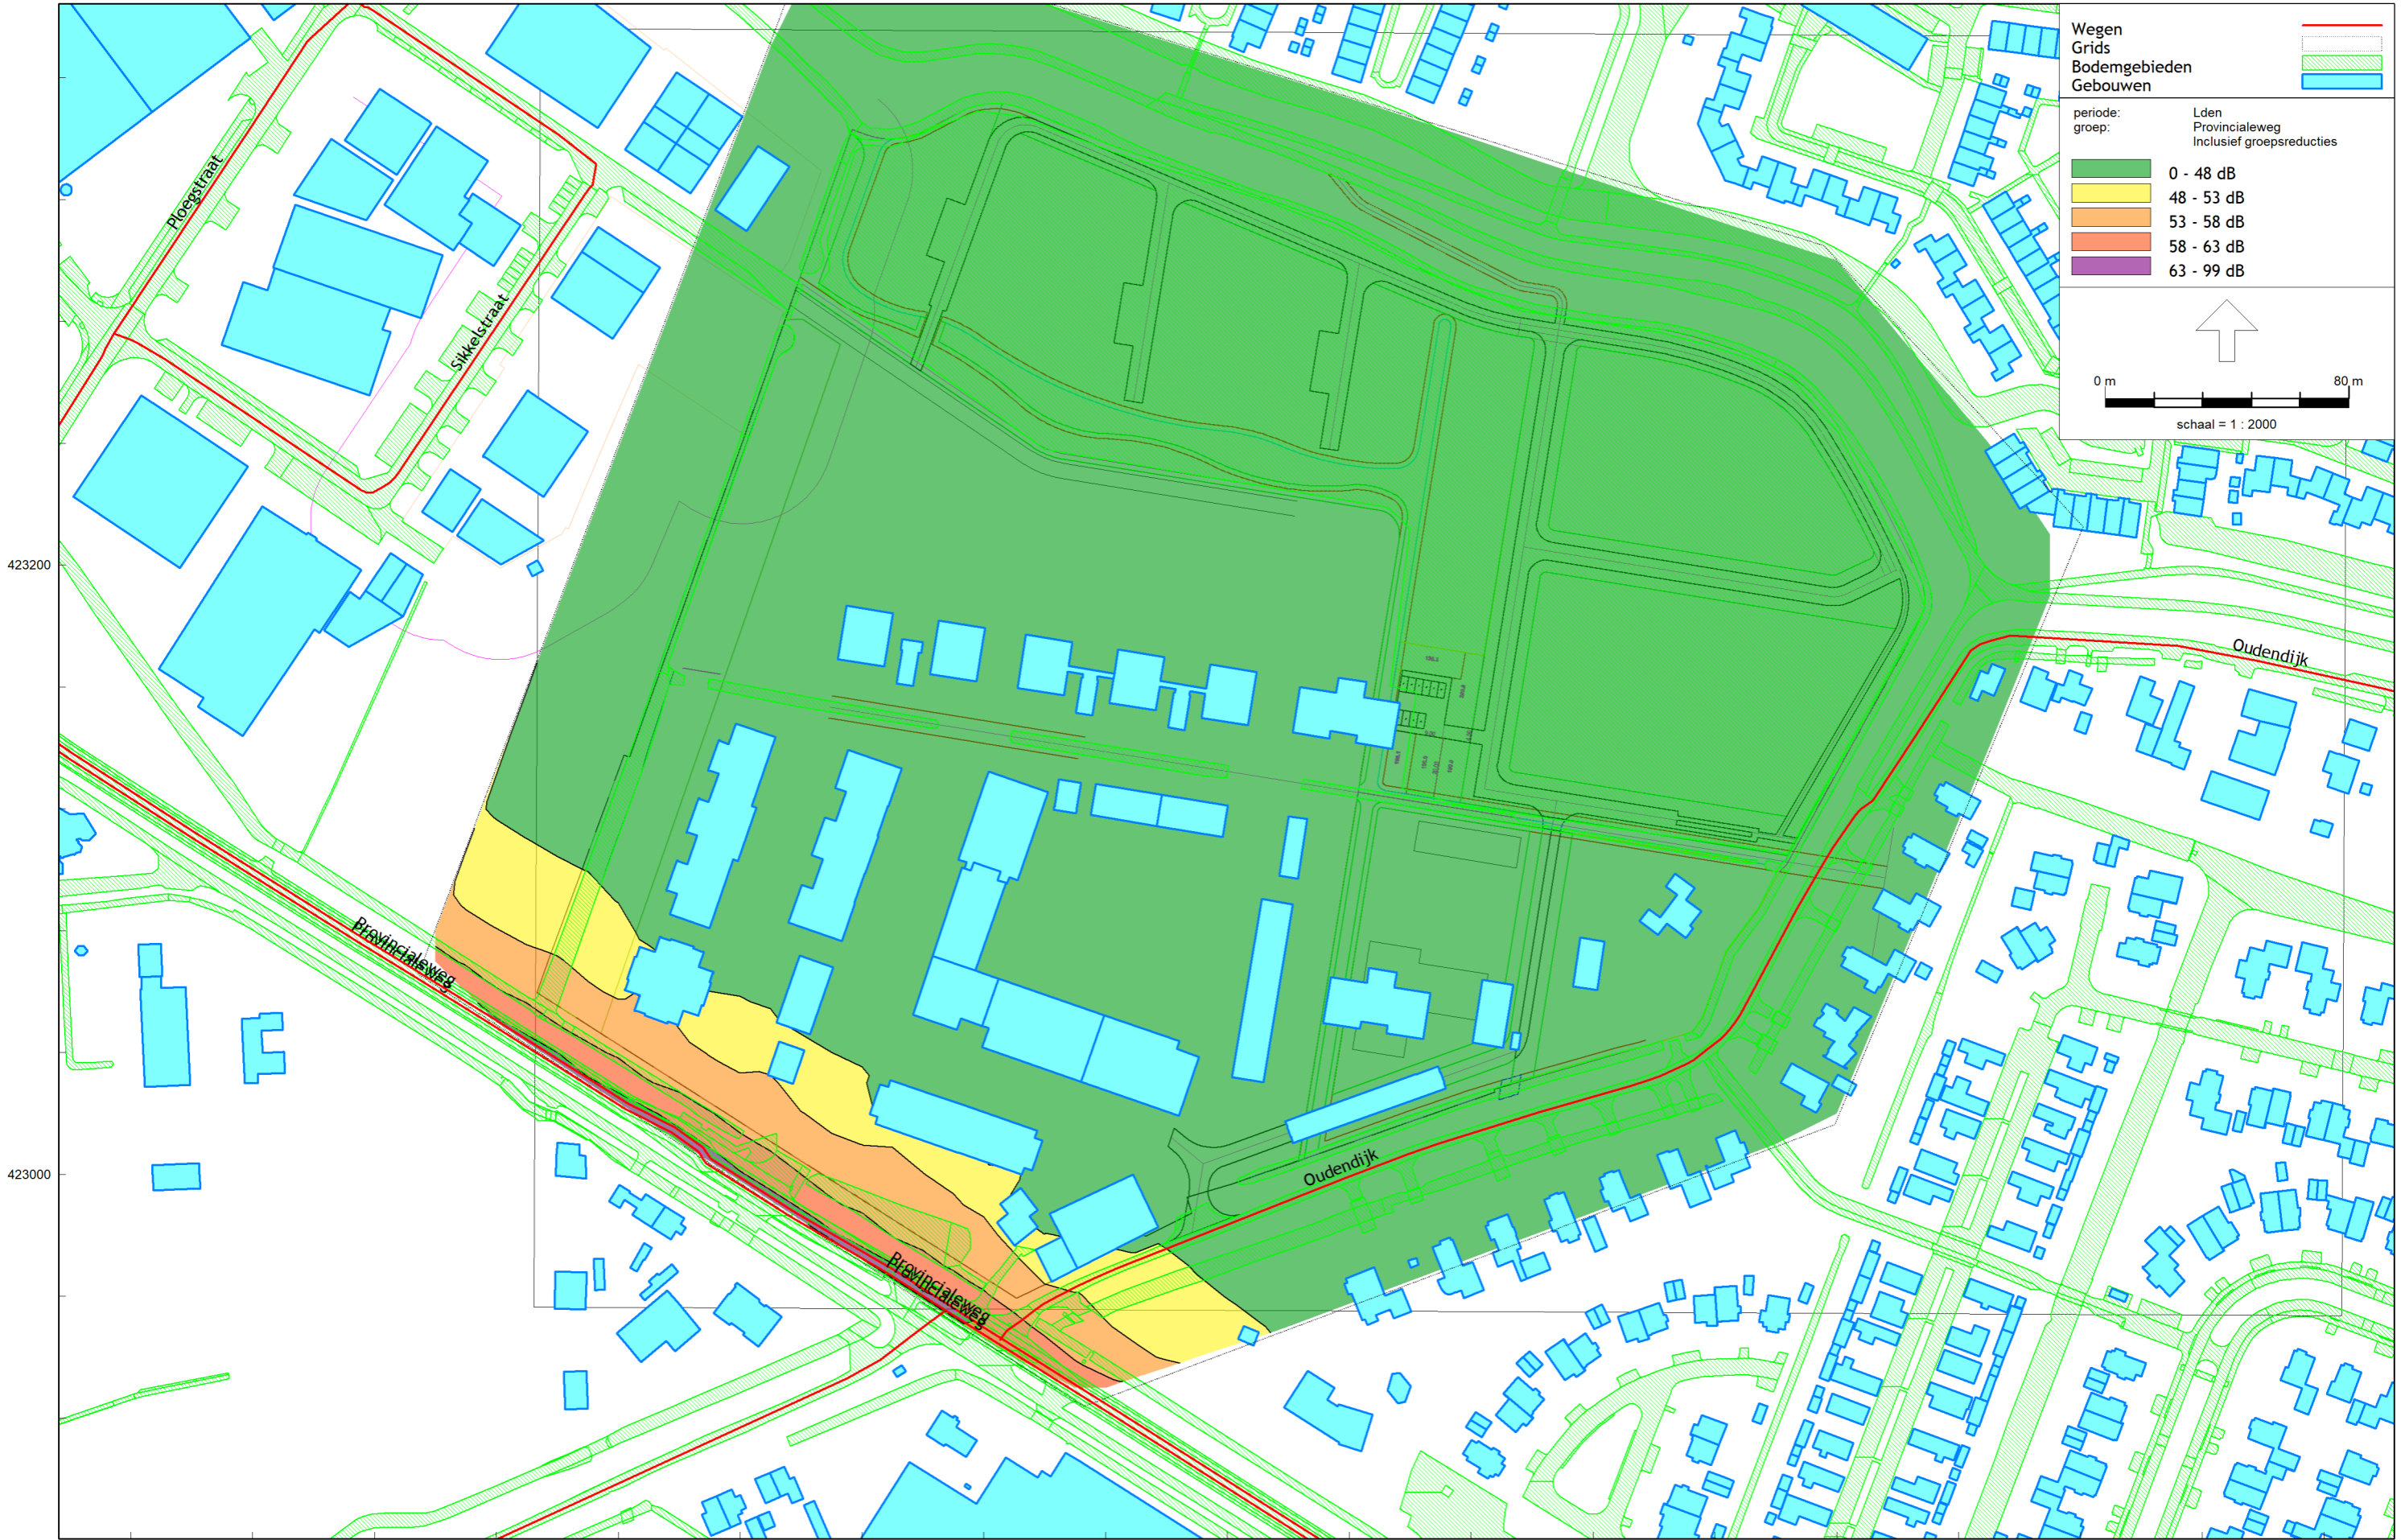 Wegen
Grids
Bodemgebieden
Gebouwen
periode: Lden
groep: Provincialeweg
Inclusief groepsreducties
0 - 48 dB
48 - 53 dB
53 - 58 dB
58 - 63 dB
63 - 99 dB
0 m 80 m
schaal = 1 : 2000
Ploegstraat
Sikkelstraat
423200
Oudendijk
Provincialeweg
Provincialeweg
423000
Oudendijk
Provincialeweg
Provincialeweg